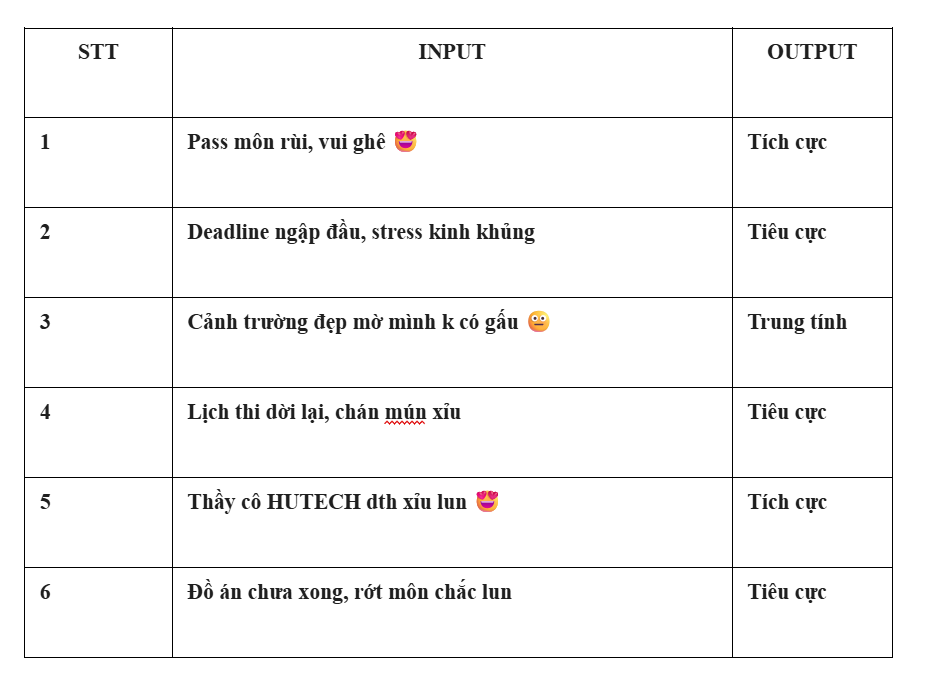 STT INPUT OUTPUT
1 Pass môn rùi, vui ghê 😍 Tích cực
2 Deadline ngập đầu, stress kinh khủng Tiêu cực
3 Cảnh trường đẹp mờ mình k có gấu 😐 Trung tính
4 Lịch thi dời lại, chán mún xỉu Tiêu cực
5 Thầy cô HUTECH dth xỉu lun 😍 Tích cực
6 Đồ án chưa xong, rớt môn chắc lun Tiêu cực